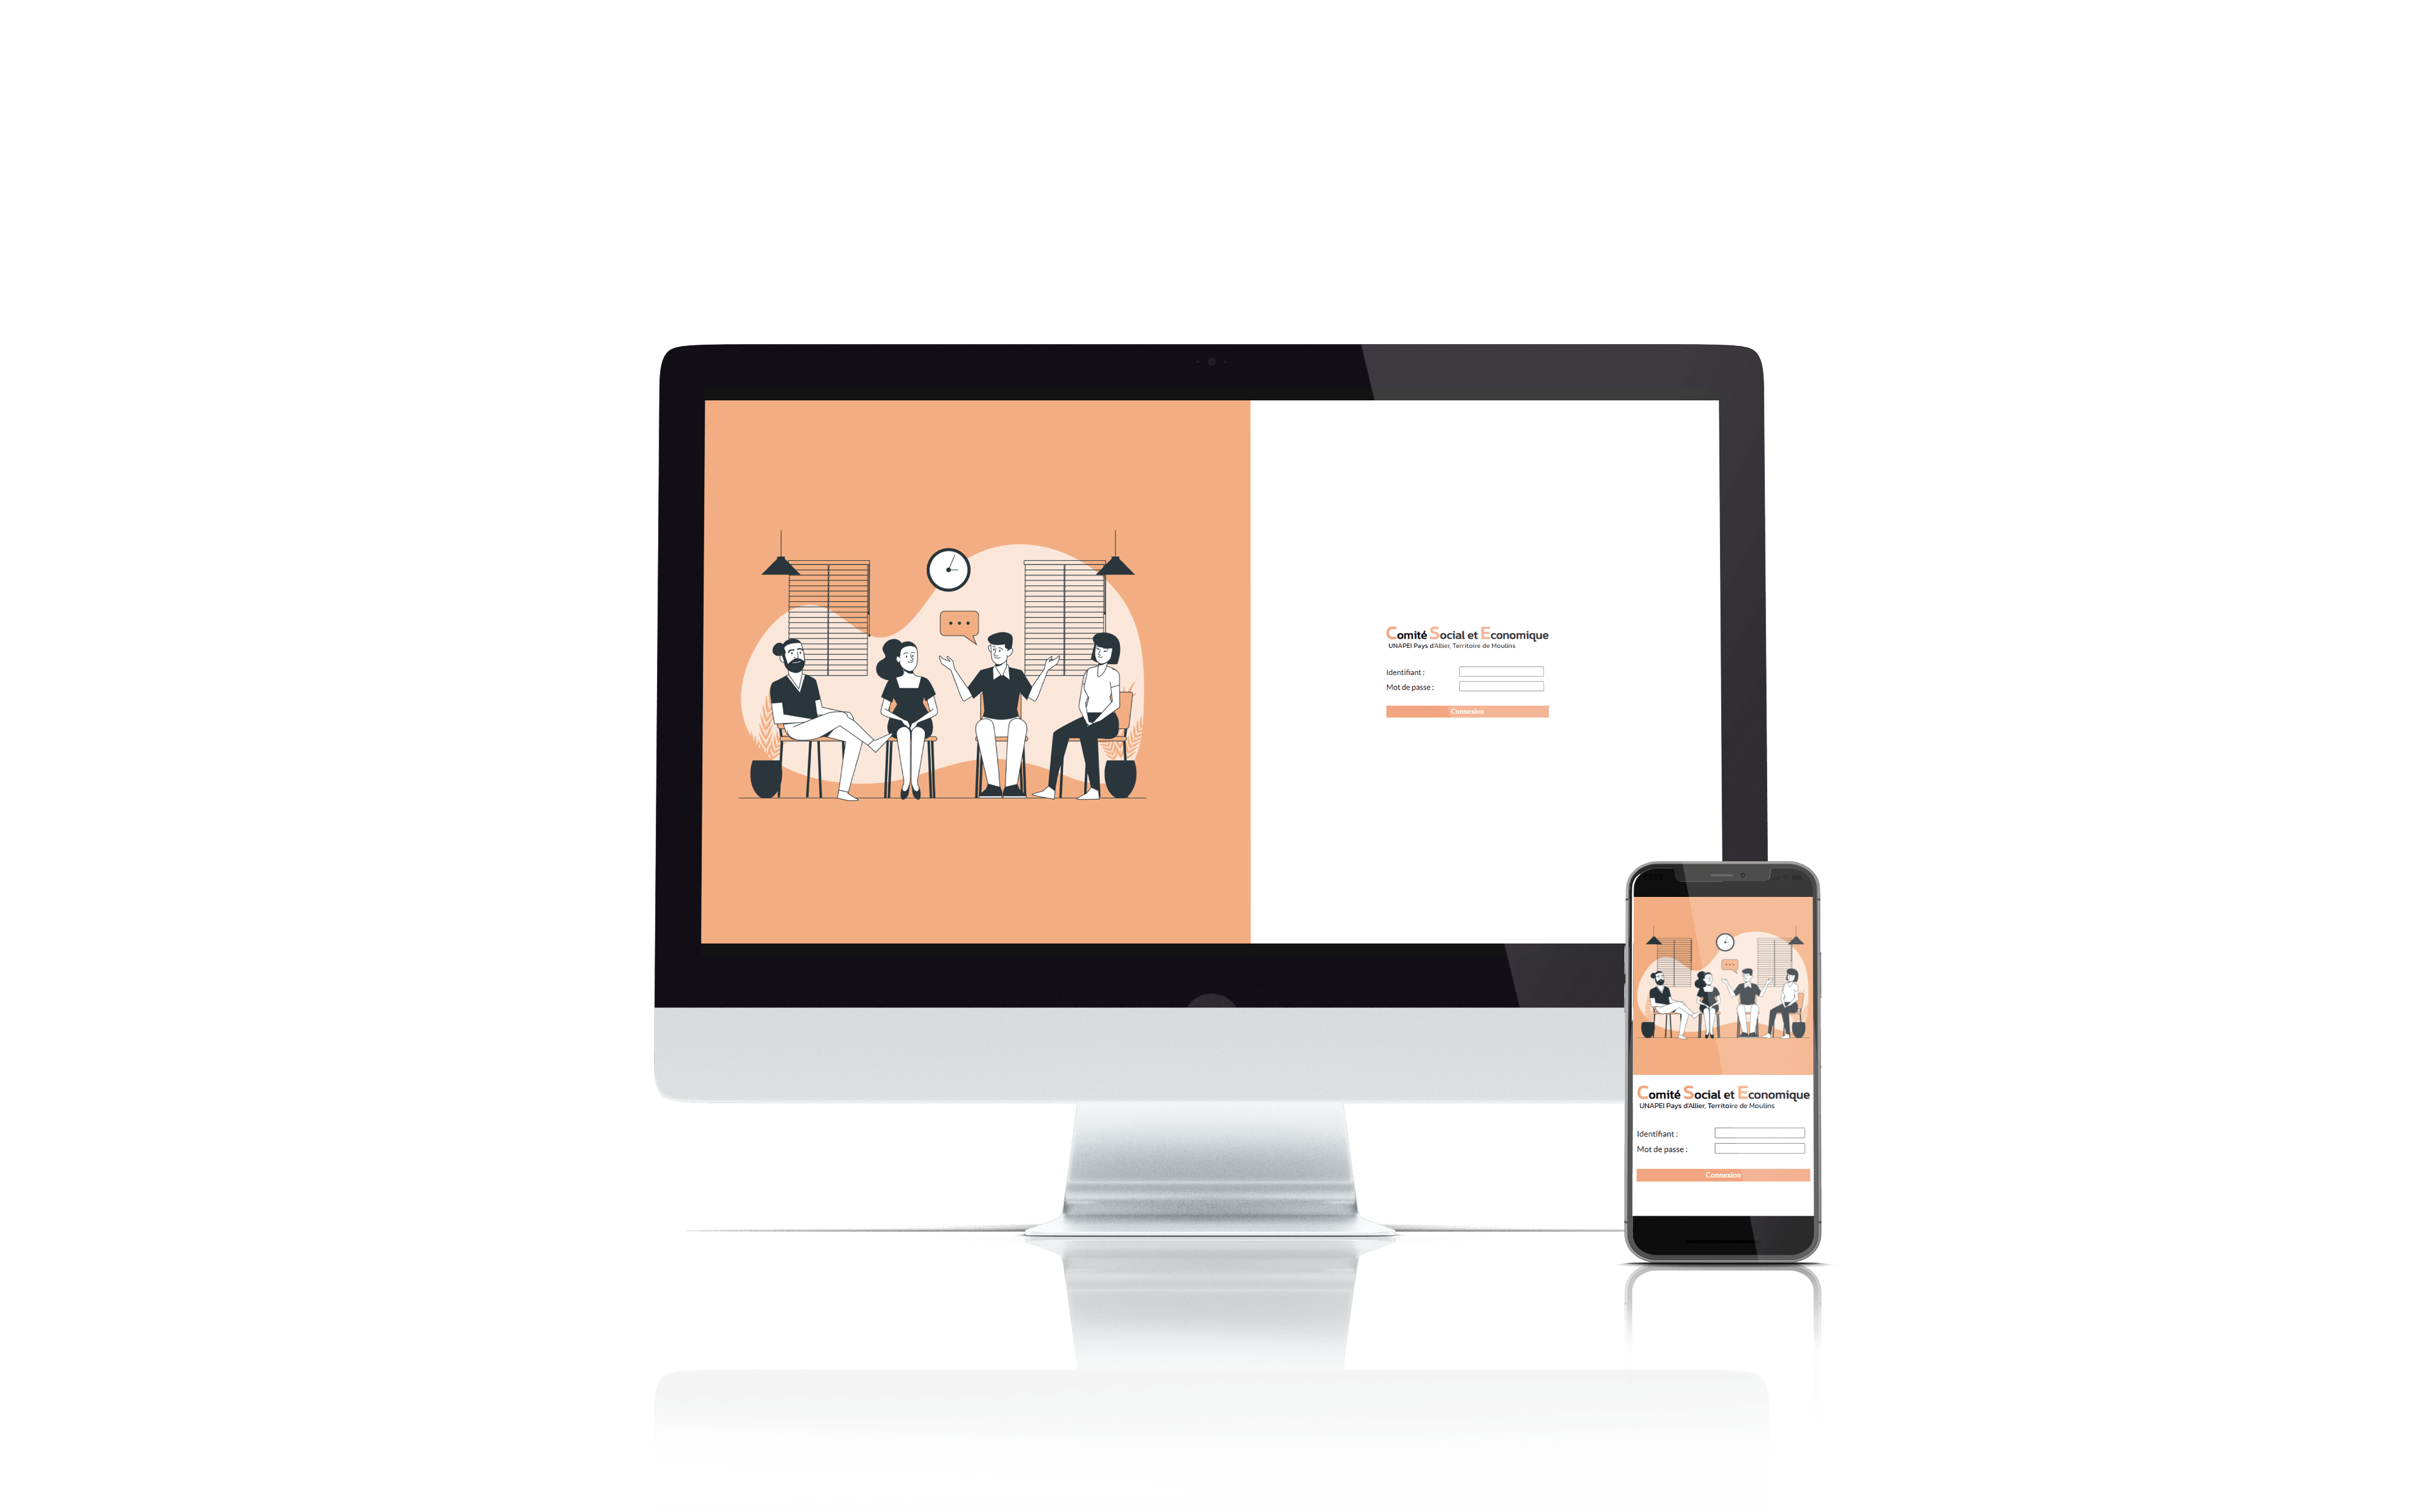 Comité Social et Economique
UNAPEI Pays d'Allier, Territoire de Moulins
Identifiant :
Mot de passe :
Connexion
Comité Social et Economique
UNAPEI Pays d'Allier, Territoire de Moulins
Identifiant :
Mot de passe :
Connexion